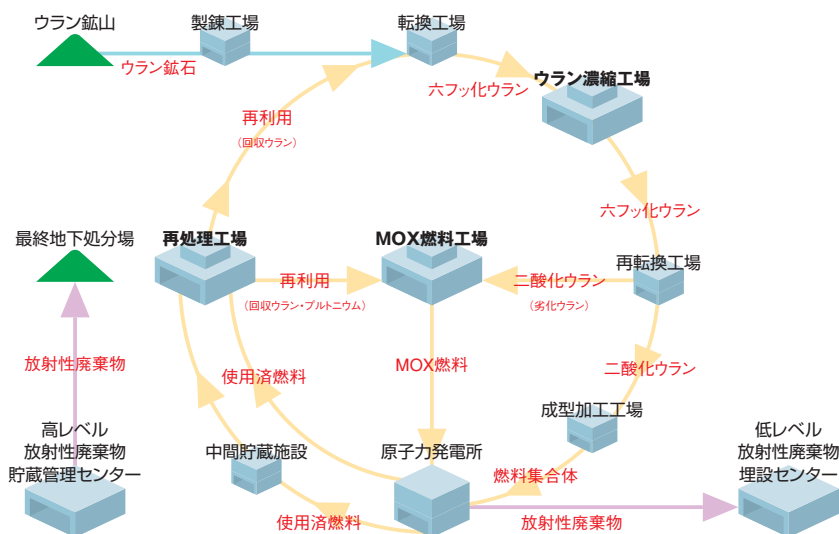 ウラン鉱山
製錬工場
転換工場
ウラン鉱石
六フッ化ウラン
ウラン濃縮工場
再利用
（回収ウラン）
六フッ化ウラン
最終地下処分場
再処理工場
MOX燃料工場
再転換工場
再利用
（回収ウラン・プルトニウム）
二酸化ウラン
（劣化ウラン）
放射性廃棄物
使用済燃料
MOX燃料
二酸化ウラン
成型加工工場
高レベル
放射性廃棄物
貯蔵管理センター
中間貯蔵施設
原子力発電所
低レベル
放射性廃棄物
埋設センター
燃料集合体
使用済燃料
放射性廃棄物